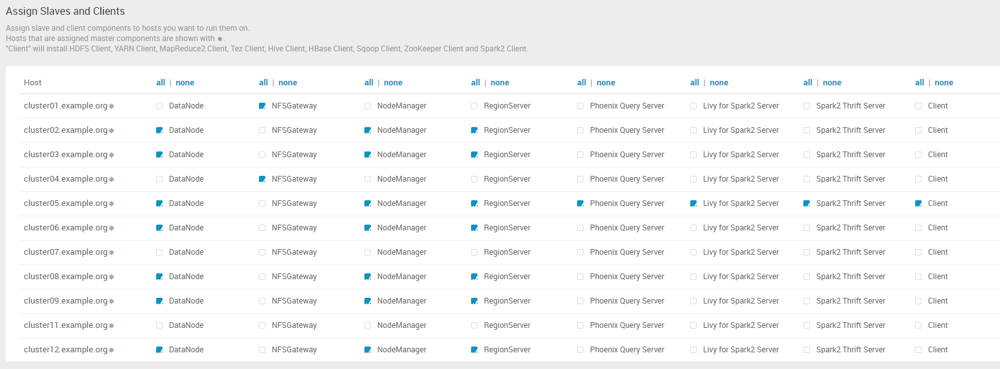 Assign Slaves and Clients
Assign slave and client components to hosts you want to run them on.
Hosts that are assigned master components are shown with ✵.
"Client" will install HDFS Client, YARN Client, MapReduce2 Client, Tez Client, Hive Client, HBase Client, Sqoop Client, ZooKeeper Client and Spark2 Client.
Host all | none all | none all | none all | none all | none all | none all | none all | none
cluster01.example.org✵ DataNode NFSGateway NodeManager RegionServer Phoenix Query Server Livy for Spark2 Server Spark2 Thrift Server Client
cluster02.example.org✵ DataNode NFSGateway NodeManager RegionServer Phoenix Query Server Livy for Spark2 Server Spark2 Thrift Server Client
cluster03.example.org✵ DataNode NFSGateway NodeManager RegionServer Phoenix Query Server Livy for Spark2 Server Spark2 Thrift Server Client
cluster04.example.org✵ DataNode NFSGateway NodeManager RegionServer Phoenix Query Server Livy for Spark2 Server Spark2 Thrift Server Client
cluster05.example.org✵ DataNode NFSGateway NodeManager RegionServer Phoenix Query Server Livy for Spark2 Server Spark2 Thrift Server Client
cluster06.example.org✵ DataNode NFSGateway NodeManager RegionServer Phoenix Query Server Livy for Spark2 Server Spark2 Thrift Server Client
cluster07.example.org✵ DataNode NFSGateway NodeManager RegionServer Phoenix Query Server Livy for Spark2 Server Spark2 Thrift Server Client
cluster08.example.org✵ DataNode NFSGateway NodeManager RegionServer Phoenix Query Server Livy for Spark2 Server Spark2 Thrift Server Client
cluster09.example.org✵ DataNode NFSGateway NodeManager RegionServer Phoenix Query Server Livy for Spark2 Server Spark2 Thrift Server Client
cluster11.example.org✵ DataNode NFSGateway NodeManager RegionServer Phoenix Query Server Livy for Spark2 Server Spark2 Thrift Server Client
cluster12.example.org✵ DataNode NFSGateway NodeManager RegionServer Phoenix Query Server Livy for Spark2 Server Spark2 Thrift Server Client